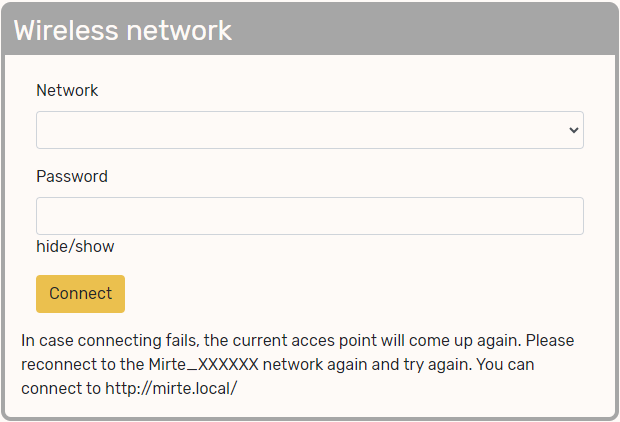 Wireless network
Network
Password
hide/show
Connect
In case connecting fails, the current acces point will come up again. Please
reconnect to the Mirte_XXXXXX network again and try again. You can
connect to http://mirte.local/